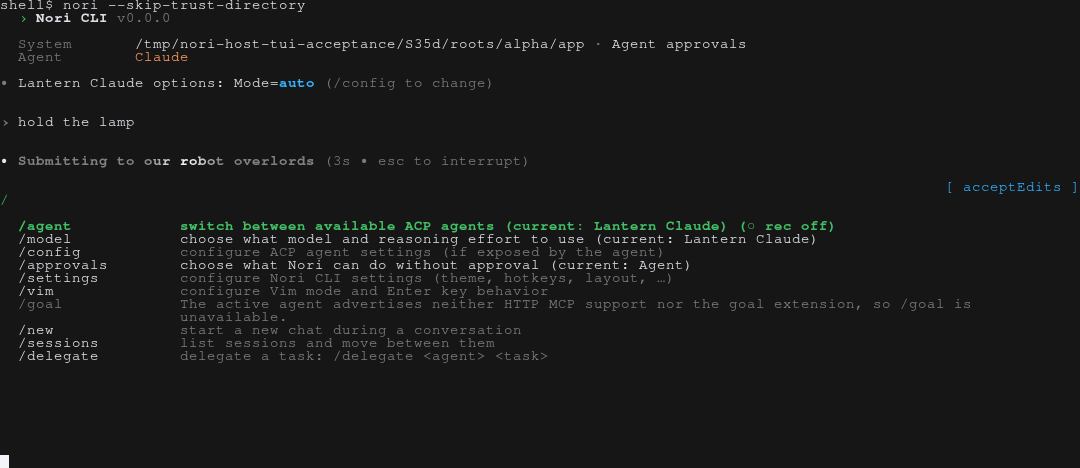 shell$ nori --skip-trust-directory
› Nori CLI v0.0.0
System /tmp/nori-host-tui-acceptance/S35d/roots/alpha/app · Agent approvals
Agent Claude
• Lantern Claude options: Mode=auto (/config to change)
› hold the lamp
• Submitting to our robot overlords (3s • esc to interrupt)
[ acceptEdits ]
/
/agent switch between available ACP agents (current: Lantern Claude) (○ rec off)
/model choose what model and reasoning effort to use (current: Lantern Claude)
/config configure ACP agent settings (if exposed by the agent)
/approvals choose what Nori can do without approval (current: Agent)
/settings configure Nori CLI settings (theme, hotkeys, layout, …)
/vim configure Vim mode and Enter key behavior
/goal The active agent advertises neither HTTP MCP support nor the goal extension, so /goal is
unavailable.
/new start a new chat during a conversation
/sessions list sessions and move between them
/delegate delegate a task: /delegate <agent> <task>